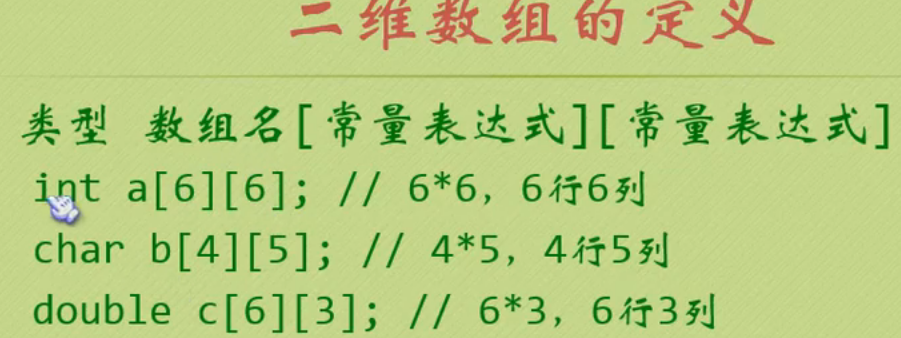 二维数组的定义
类型 数组名[常量表达式][常量表达式]
int a[6][6]; // 6*6，6行6列
char b[4][5]; // 4*5，4行5列
double c[6][3]; // 6*3，6行3列